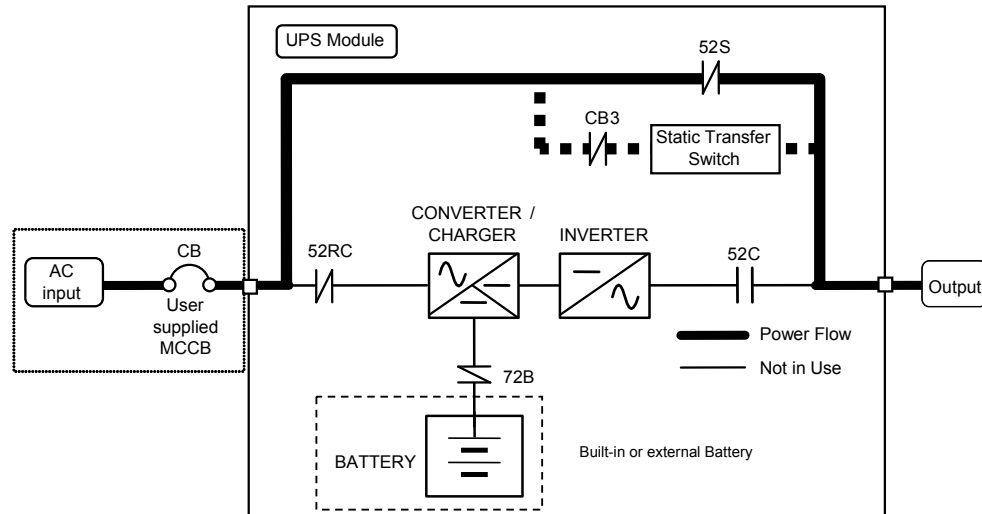 UPS Module
52S
CB3
Static Transfer
Switch
CONVERTER /
CHARGER
INVERTER
52RC
52C
CB
AC
input
User
supplied
MCCB
Output
Power Flow
Not in Use
72B
BATTERY
Built-in or external Battery